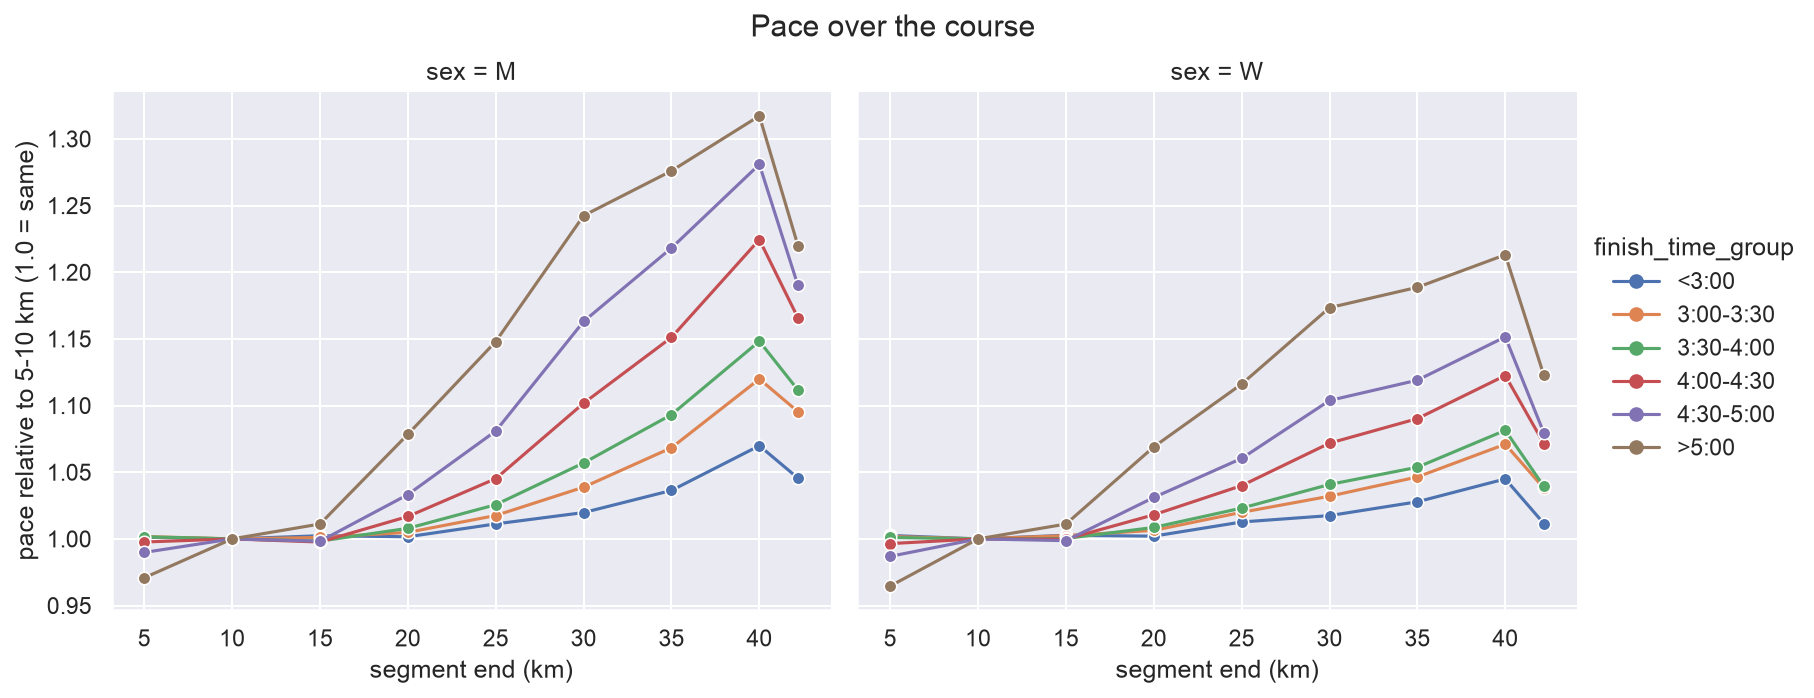 Pace over the course
sex = M
sex = W
pace relative to 5-10 km (1.0 = same)
1.30
1.25
1.20
1.15
1.10
1.05
1.00
0.95
5 10 15 20 25 30 35 40
5 10 15 20 25 30 35 40
segment end (km)
segment end (km)
finish_time_group
<3:00
3:00-3:30
3:30-4:00
4:00-4:30
4:30-5:00
>5:00